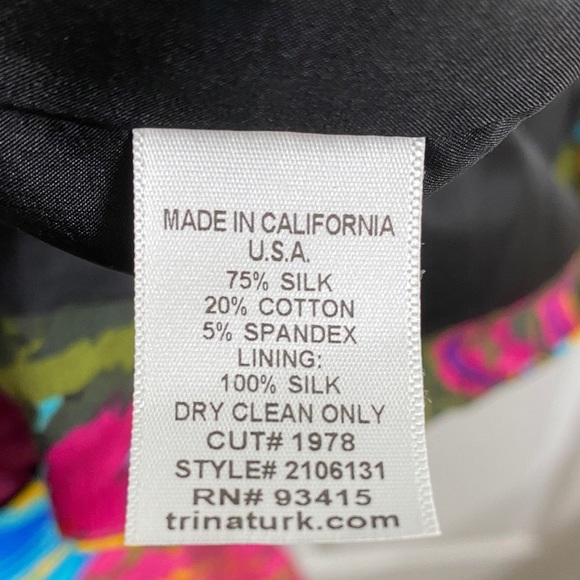 MADE IN CALIFORNIA
U.S.A.
75% SILK
20% COTTON
5% SPANDEX
LINING:
100% SILK
DRY CLEAN ONLY
CUT# 1978
STYLE# 2106131
RN# 93415
trinaturk.com